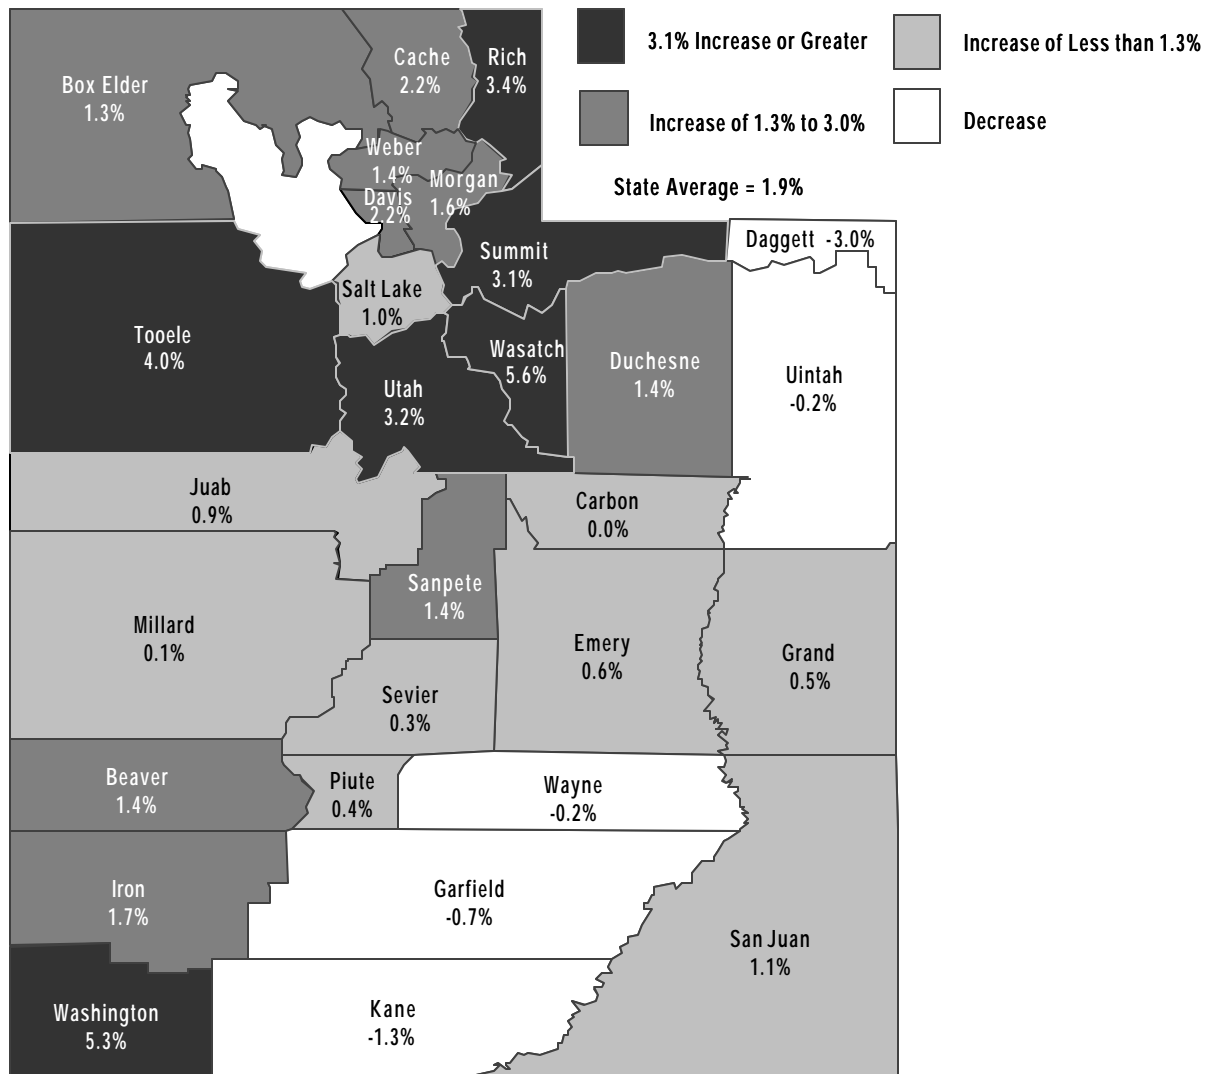 3.1% Increase or Greater
Increase of Less than 1.3%
Increase of 1.3% to 3.0%
Decrease
State Average = 1.9%
Box Elder
1.3%
Cache
2.2%
Rich
3.4%
Weber
1.4%
Morgan
1.6%
Davis
2.2%
Summit
3.1%
Daggett -3.0%
Salt Lake
1.0%
Tooele
4.0%
Utah
3.2%
Wasatch
5.6%
Duchesne
1.4%
Uintah
-0.2%
Juab
0.9%
Carbon
0.0%
Sanpete
1.4%
Millard
0.1%
Emery
0.6%
Grand
0.5%
Sevier
0.3%
Beaver
1.4%
Piute
0.4%
Wayne
-0.2%
Iron
1.7%
Garfield
-0.7%
San Juan
1.1%
Washington
5.3%
Kane
-1.3%